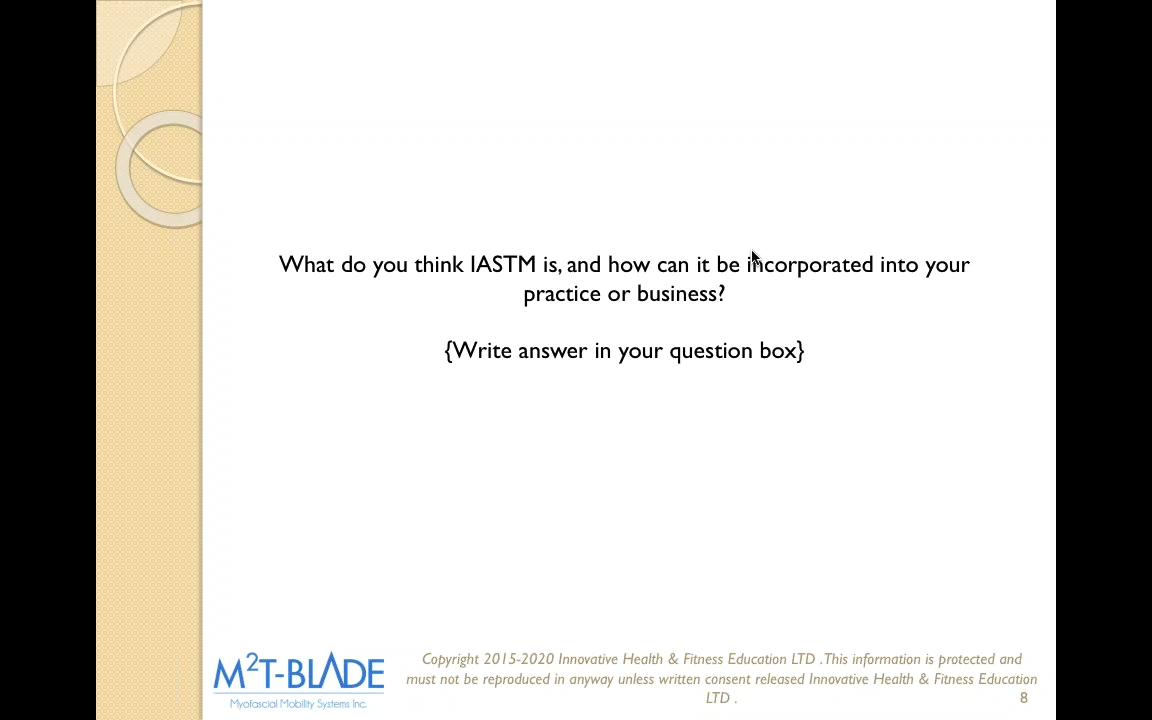 What do you think IASTM is, and how can it be incorporated into your
practice or business?
{Write answer in your question box}
M²T-BLADE
Myofascial Mobility Systems Inc.
Copyright 2015-2020 Innovative Health & Fitness Education LTD .This information is protected and
must not be reproduced in anyway unless written consent released Innovative Health & Fitness Education
LTD .
8